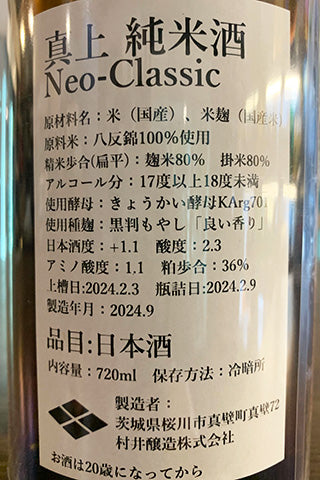 真上 純米酒
Neo-Classic
原材料名：米（国産）、米麹（国産米）
原料米：八反錦100%使用
精米歩合(扁平)：麹米80% 掛米80%
アルコール分：17度以上18度未満
使用酵母：きょうかい酵母KArg701
使用種麹：黒判もやし「良い香り」
日本酒度：+1.1 酸度：2.3
アミノ酸度：1.1 粕歩合：36%
上槽日:2024.2.3 瓶詰日:2024.2.9
製造年月：2024.9
品目:日本酒
内容量：720ml 保存方法：冷暗所
製造者：
茨城県桜川市真壁町真壁72
村井醸造株式会社
お酒は20歳になってから